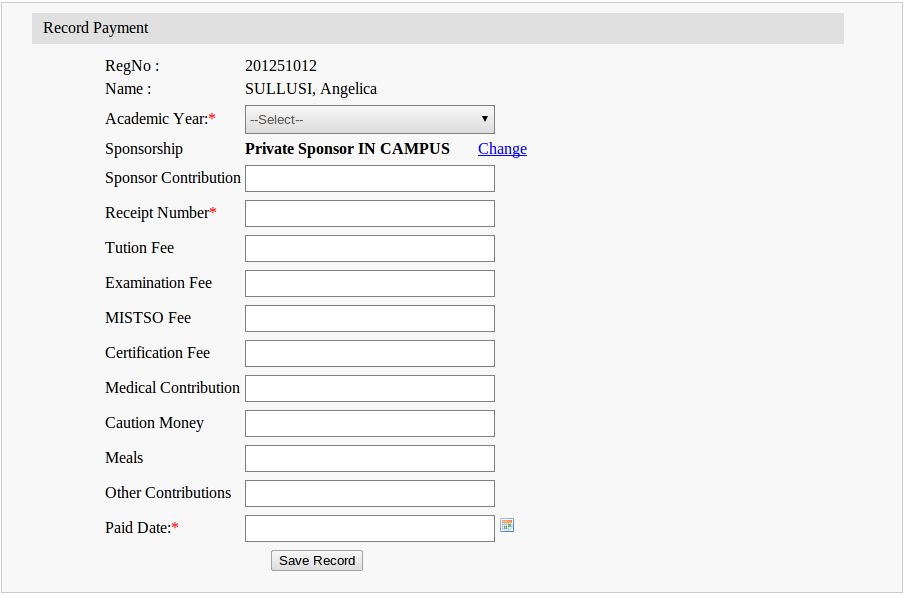 Record Payment
RegNo : 201251012
Name : SULLUSI, Angelica
Academic Year:* --Select--
Sponsorship Private Sponsor IN CAMPUS Change
Sponsor Contribution
Receipt Number*
Tution Fee
Examination Fee
MISTSO Fee
Certification Fee
Medical Contribution
Caution Money
Meals
Other Contributions
Paid Date:*
Save Record